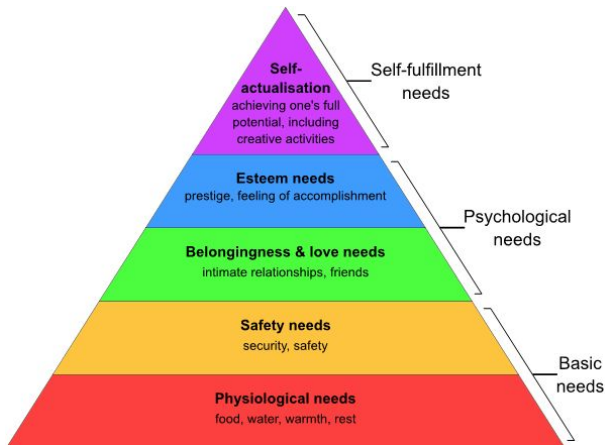 Self-
actualisation
achieving one's full
potential, including
creative activities
Self-fulfillment
needs
Esteem needs
prestige, feeling of accomplishment
Belongingness & love needs
intimate relationships, friends
Psychological
needs
Safety needs
security, safety
Physiological needs
food, water, warmth, rest
Basic
needs